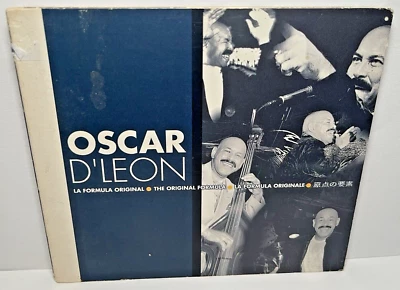 OSCAR
D'LEON
LA FORMULA ORIGINAL • THE ORIGINAL FORMULA • LA FORMULA ORIGINALE • 原点の要素